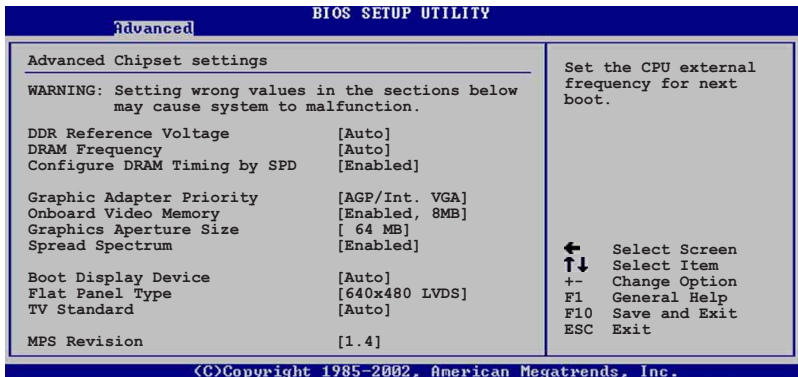 BIOS SETUP UTILITY
Advanced
Advanced Chipset settings
WARNING: Setting wrong values in the sections below
may cause system to malfunction.
DDR Reference Voltage [Auto]
DRAM Frequency [Auto]
Configure DRAM Timing by SPD [Enabled]
Graphic Adapter Priority [AGP/Int. VGA]
Onboard Video Memory [Enabled, 8MB]
Graphics Aperture Size [ 64 MB]
Spread Spectrum [Enabled]
Boot Display Device [Auto]
Flat Panel Type [640x480 LVDS]
TV Standard [Auto]
MPS Revision [1.4]
Set the CPU external
frequency for next
boot.
← Select Screen
↑↓ Select Item
+- Change Option
F1 General Help
F10 Save and Exit
ESC Exit
(C)Copyright 1985-2002, American Megatrends, Inc.